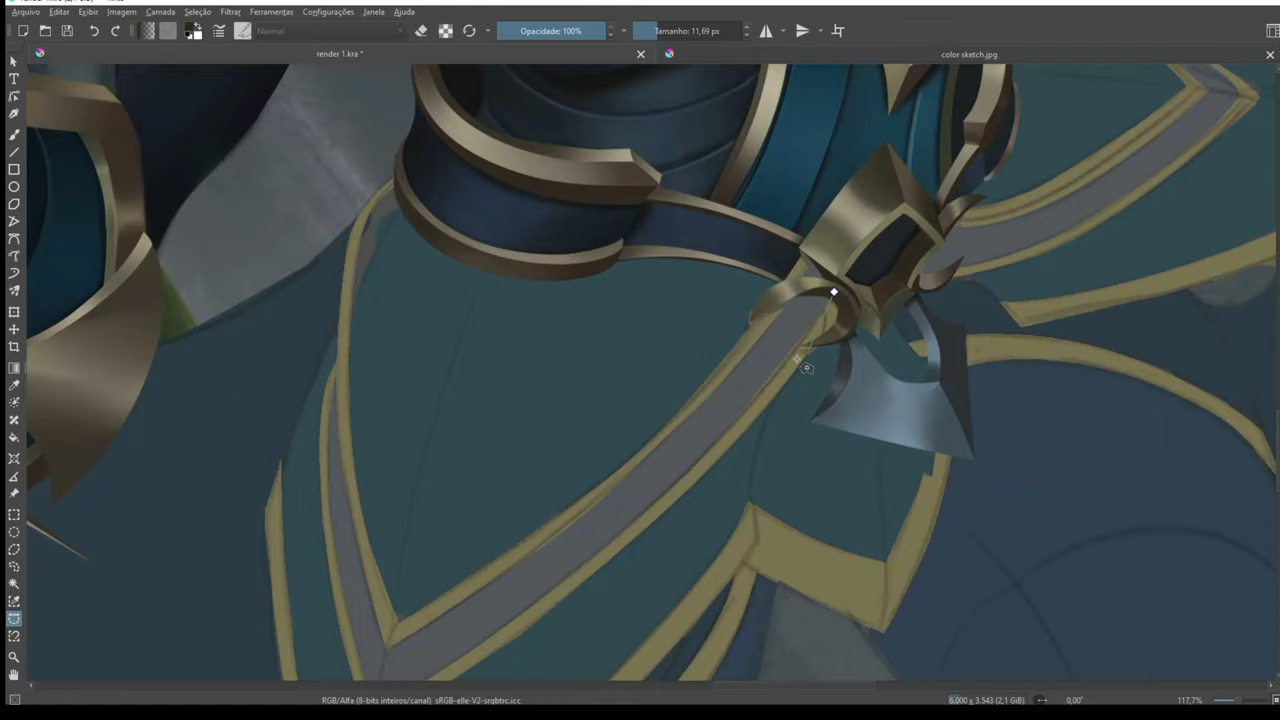 Arquivo Editar Exibir Imagem Camada Seleção Filtrar Ferramentas Configurações Janela Ajuda
Normal Opacidade: 100% Tamanho: 11,69 px
render 1.kra * color sketch.jpg
RGB/Alfa (8-bits inteiros/canal) sRGB-elle-V2-srgbtrc.icc 6.000 x 3.543 (2,1 GiB) 0,00° 117,7%